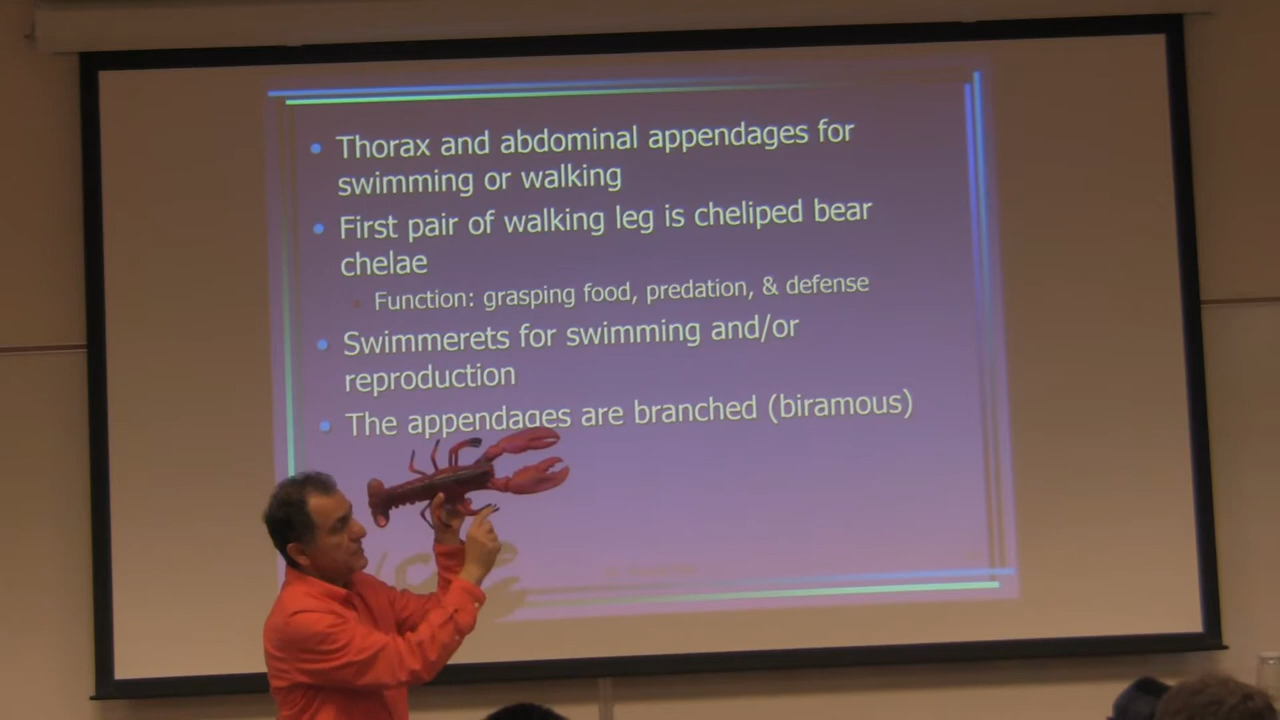 Thorax and abdominal appendages for
swimming or walking
First pair of walking leg is cheliped bear
chelae
Function: grasping food, predation, & defense
Swimmerets for swimming and/or
reproduction
The appendages are branched (biramous)